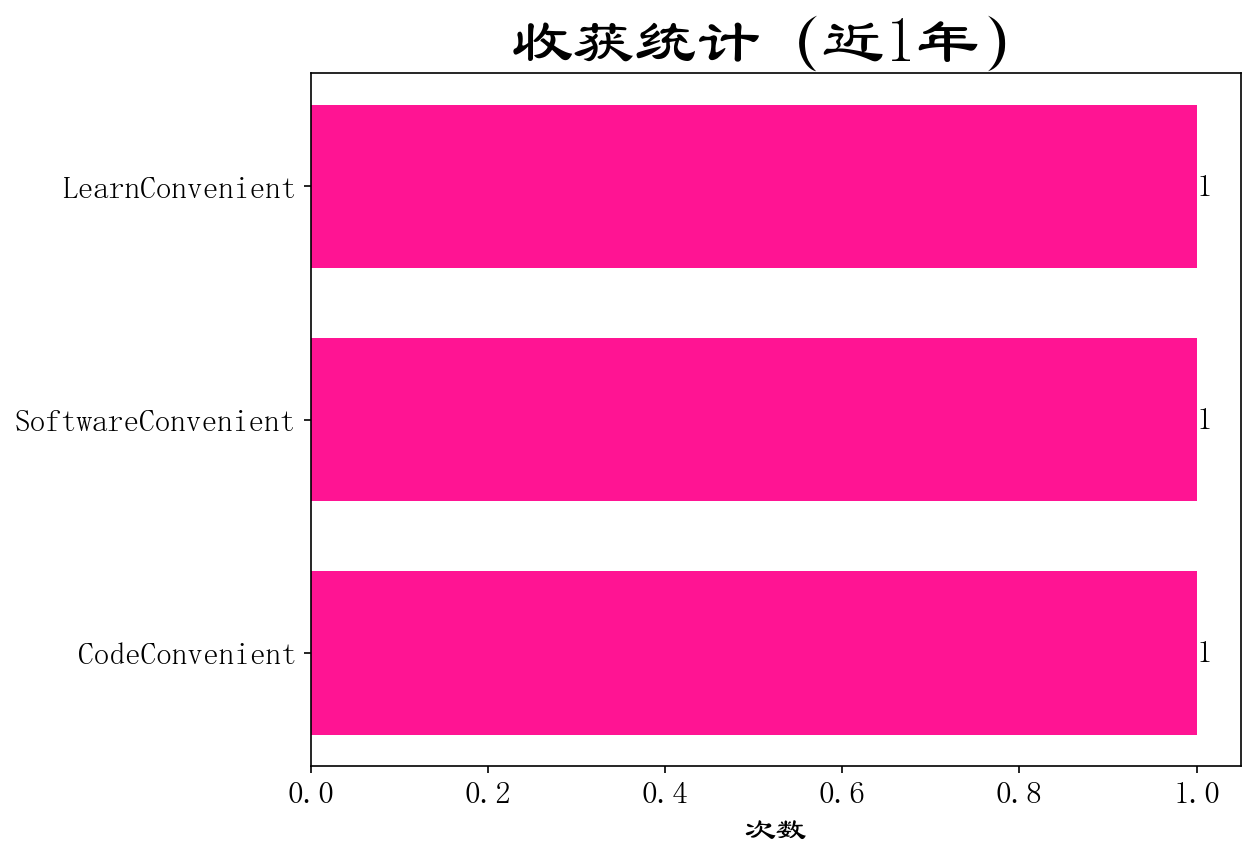 收获统计（近1年）
LearnConvenient
1
SoftwareConvenient
1
CodeConvenient
1
0.0 0.2 0.4 0.6 0.8 1.0
次数